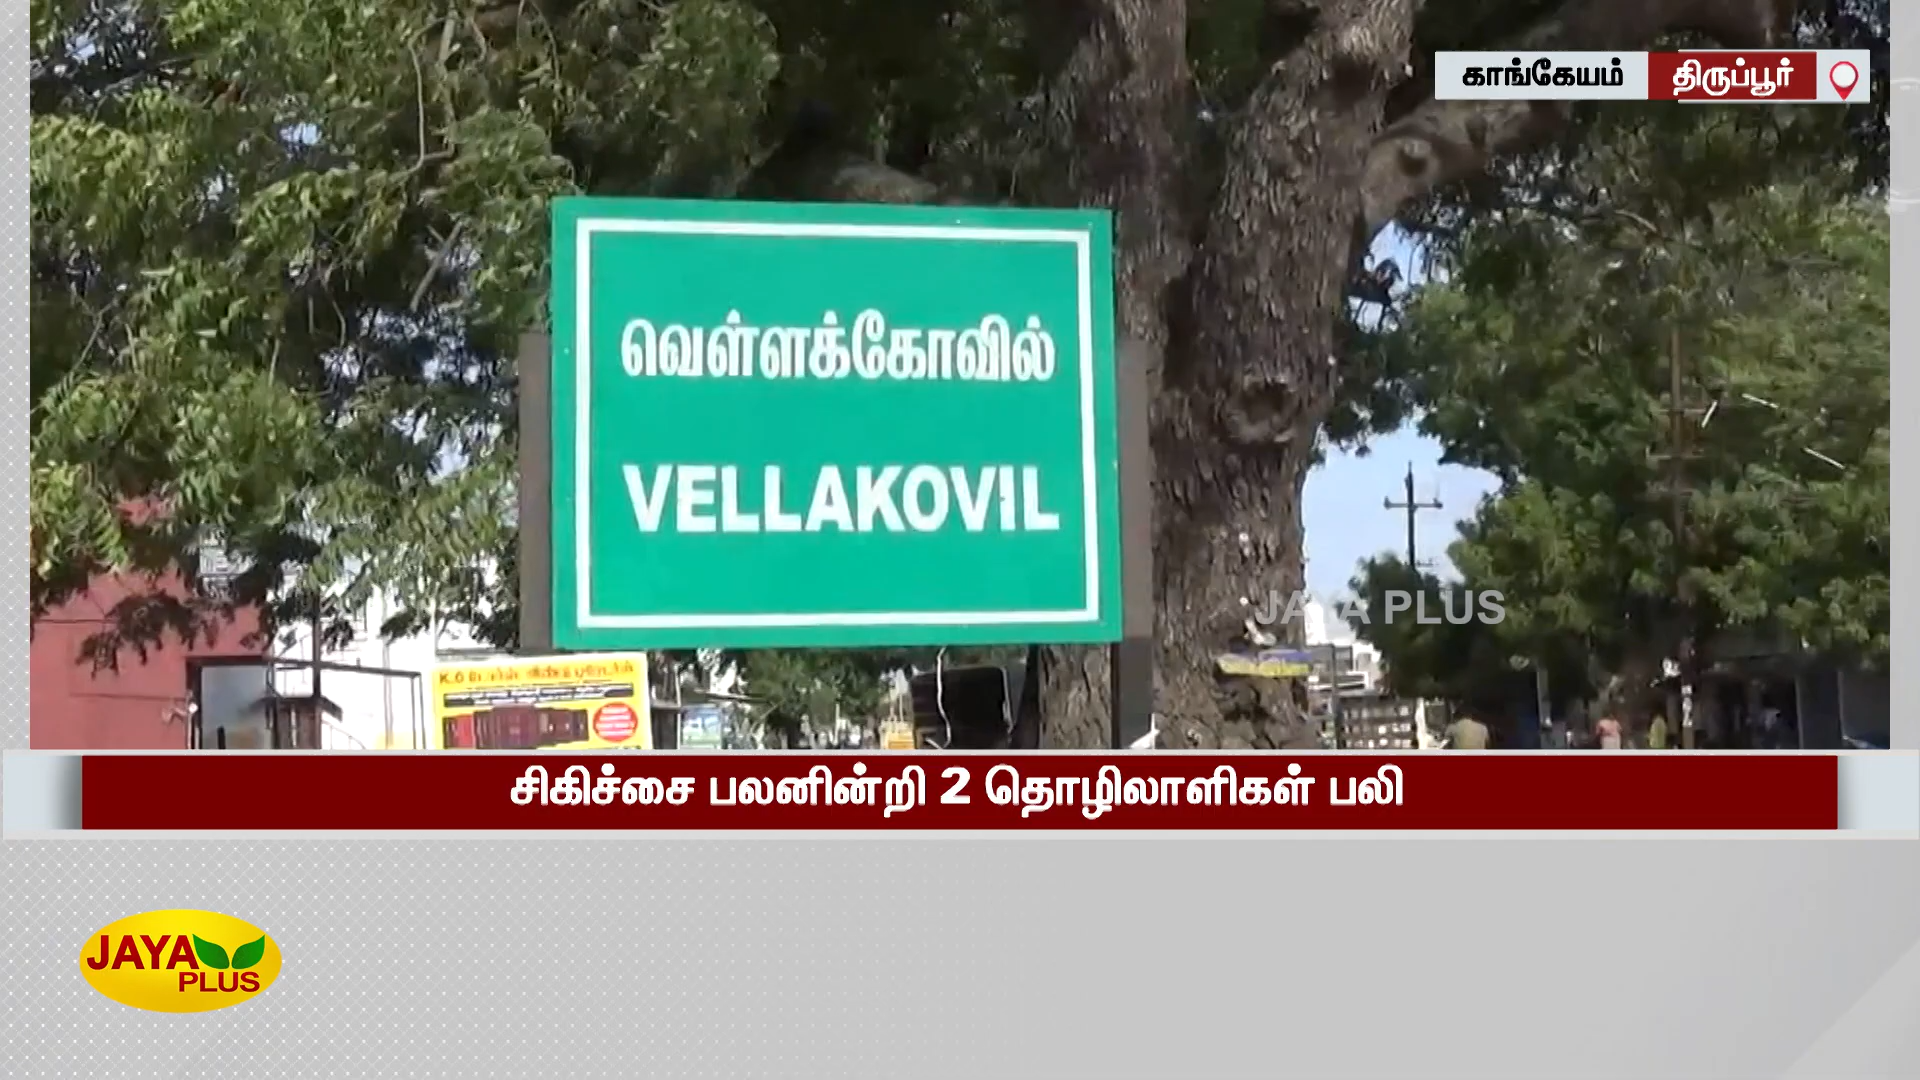 காங்கேயம் திருப்பூர்
வெள்ளக்கோவில்
VELLAKOVIL
JAYA PLUS
K.O
சிகிச்சை பலனின்றி 2 தொழிலாளிகள் பலி
JAYA
PLUS